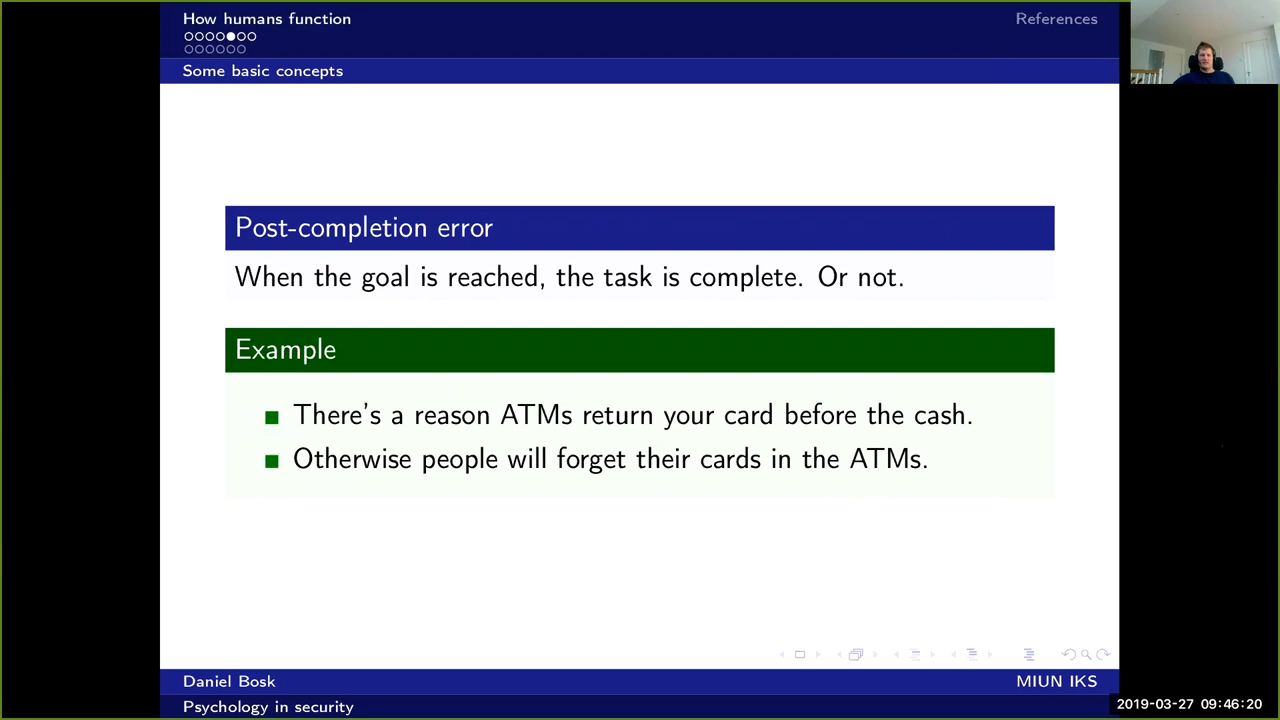 How humans function
References
Some basic concepts
Post-completion error
When the goal is reached, the task is complete. Or not.
Example
There's a reason ATMs return your card before the cash.
Otherwise people will forget their cards in the ATMs.
Daniel Bosk
MIUN IKS
Psychology in security
2019-03-27 09:46:20